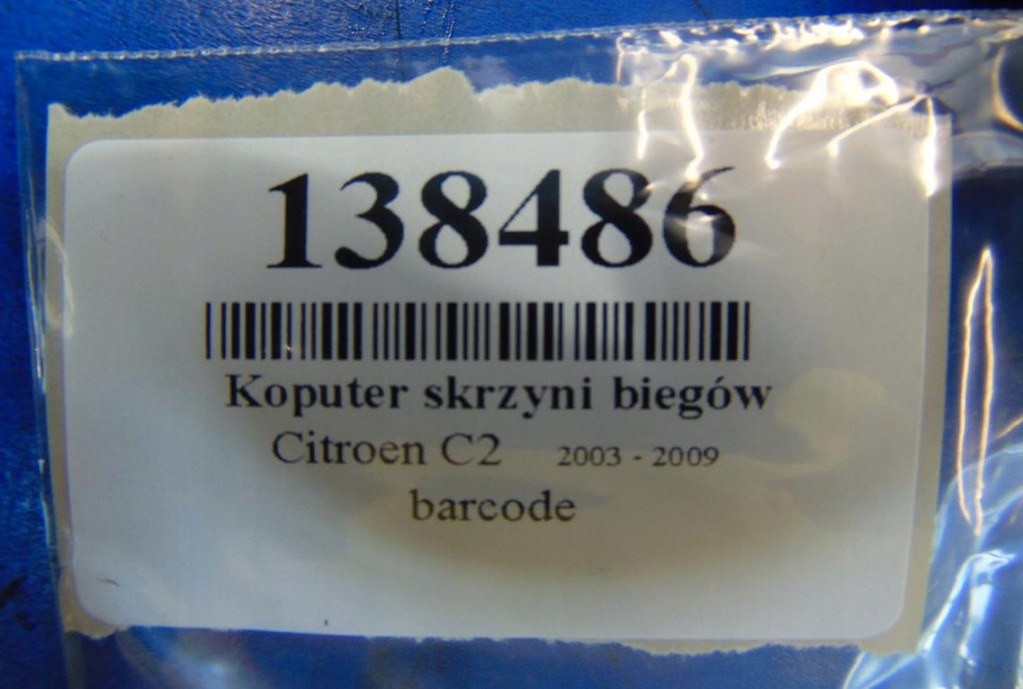 138486
Koputer skrzyni biegów
Citroen C2 2003 - 2009
barcode